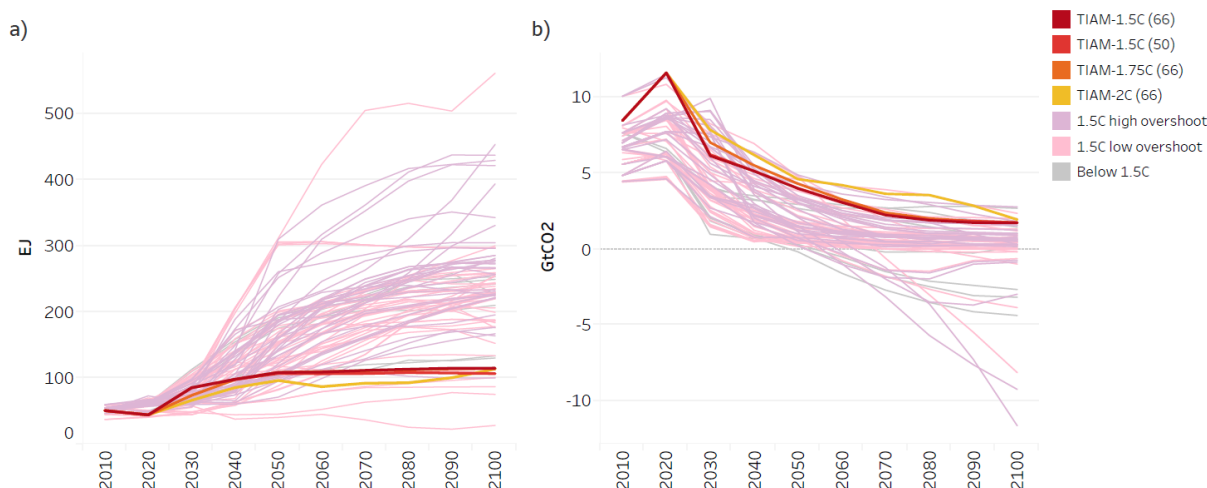 a)
EJ
500
400
300
200
100
0
2010
2020
2030
2040
2050
2060
2070
2080
2090
2100
b)
GtCO2
10
5
0
-5
-10
2010
2020
2030
2040
2050
2060
2070
2080
2090
2100
TIAM-1.5C (66)
TIAM-1.5C (50)
TIAM-1.75C (66)
TIAM-2C (66)
1.5C high overshoot
1.5C low overshoot
Below 1.5C